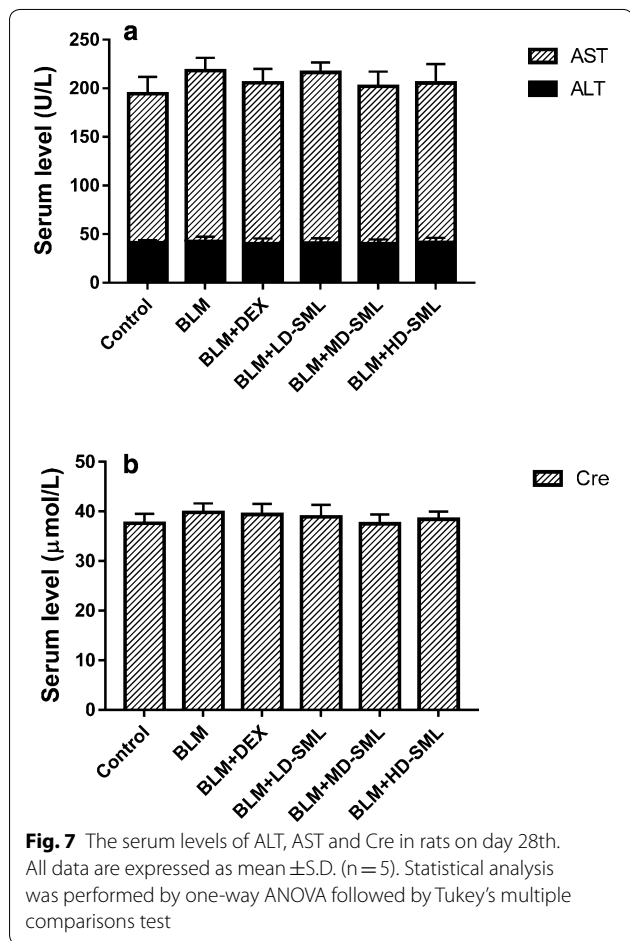 a
Serum level (U/L)
250
200
150
100
50
0
AST
ALT
Control
BLM
BLM+DEX
BLM+LD-SML
BLM+MD-SML
BLM+HD-SML
b
Serum level (μmol/L)
50
40
30
20
10
0
Cre
Control
BLM
BLM+DEX
BLM+LD-SML
BLM+MD-SML
BLM+HD-SML
Fig. 7 The serum levels of ALT, AST and Cre in rats on day 28th.
All data are expressed as mean ±S.D. (n = 5). Statistical analysis
was performed by one-way ANOVA followed by Tukey's multiple
comparisons test